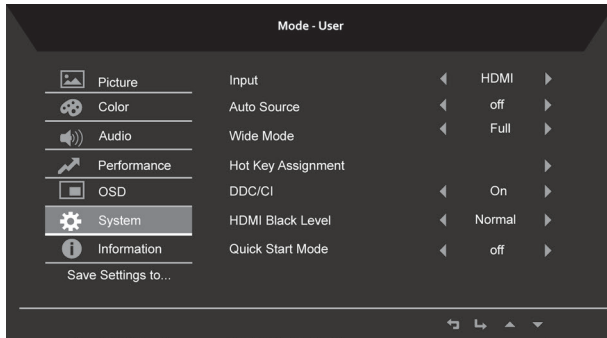 Mode - User
Picture
Input
HDMI
Color
Auto Source
off
Audio
Wide Mode
Full
Performance
Hot Key Assignment
OSD
DDC/CI
On
System
HDMI Black Level
Normal
Information
Quick Start Mode
off
Save Settings to...